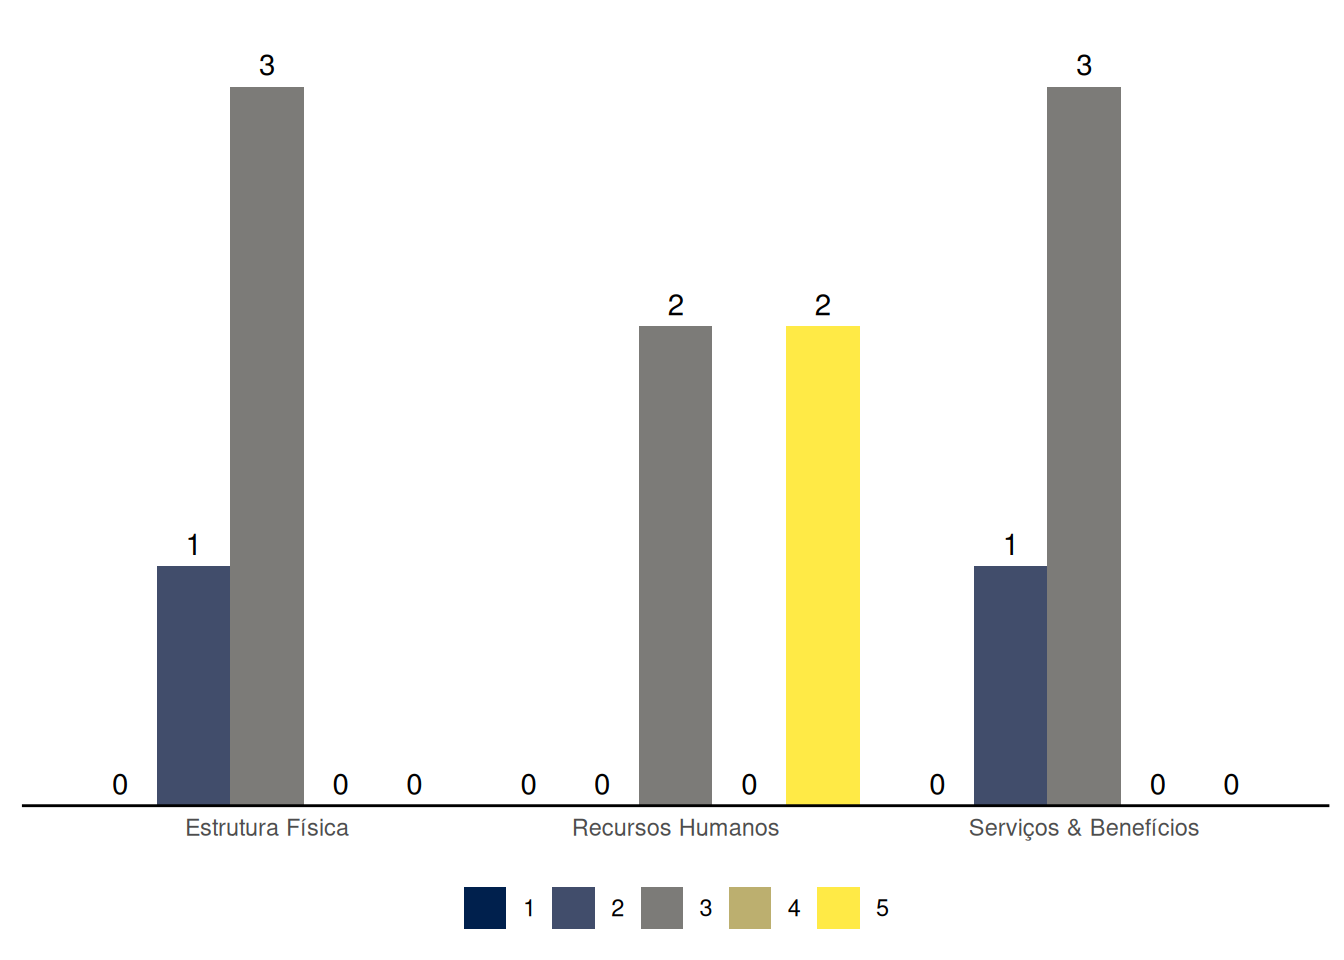 3 3
2 2
1 1
0 0 0 0 0 0 0 0 0
Estrutura Física Recursos Humanos Serviços & Benefícios
1 2 3 4 5